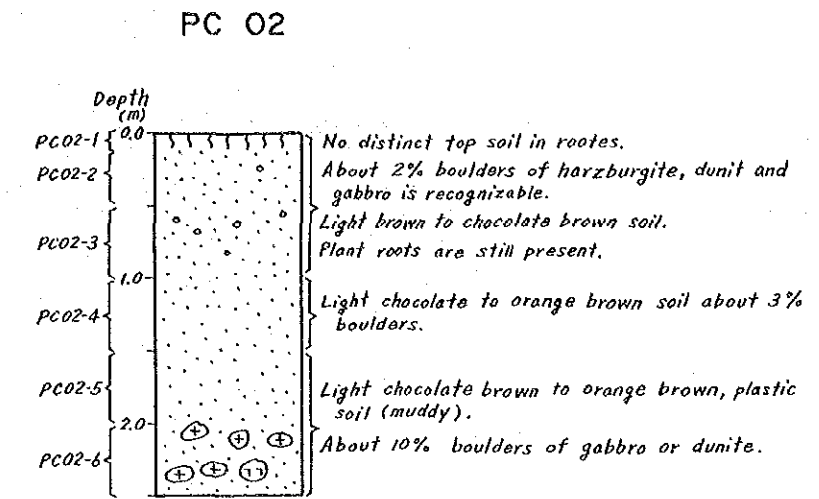 PC 02
Depth
(m)
PC02-1 0.0 No distinct top soil in rootes.
PC02-2 About 2% boulders of harzburgite, dunit and
gabbro is recognizable.
Light brown to chocolate brown soil.
PC02-3 Plant roots are still present.
1.0
PC02-4 Light chocolate to orange brown soil about 3%
boulders.
PC02-5 Light chocolate brown to orange brown, plastic
soil (muddy).
2.0
About 10% boulders of gabbro or dunite.
PC02-6